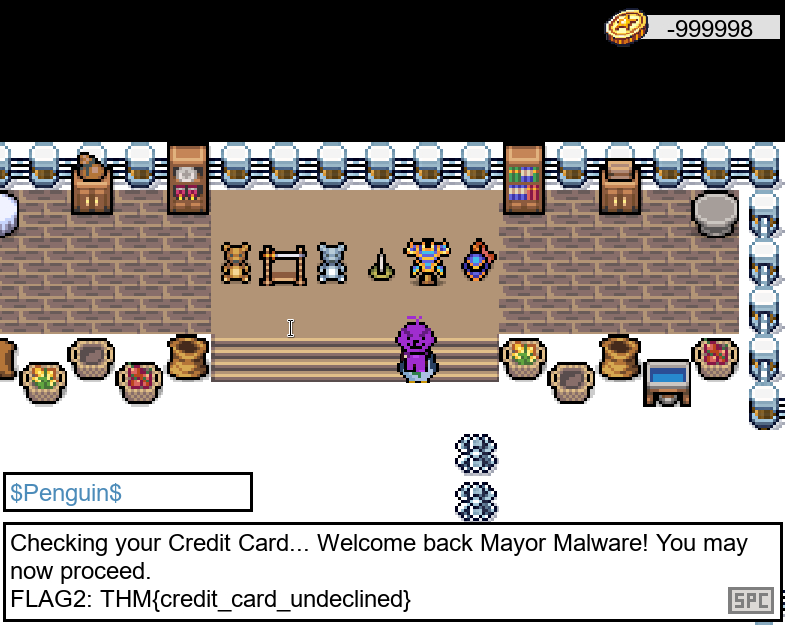 -999998
$Penguin$
Checking your Credit Card... Welcome back Mayor Malware! You may
now proceed.
FLAG2: THM{credit_card_undeclined}
SPC